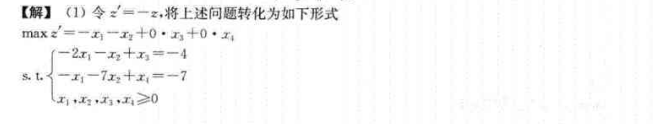 【解】（1）令 z′=−z,将上述问题转化为如下形式
max z′=−x₁−x₂+0·x₃+0·x₄
−2x₁−x₂+x₃=−4
s. t. −x₁−7x₂+x₄=−7
x₁,x₂,x₃,x₄≥0